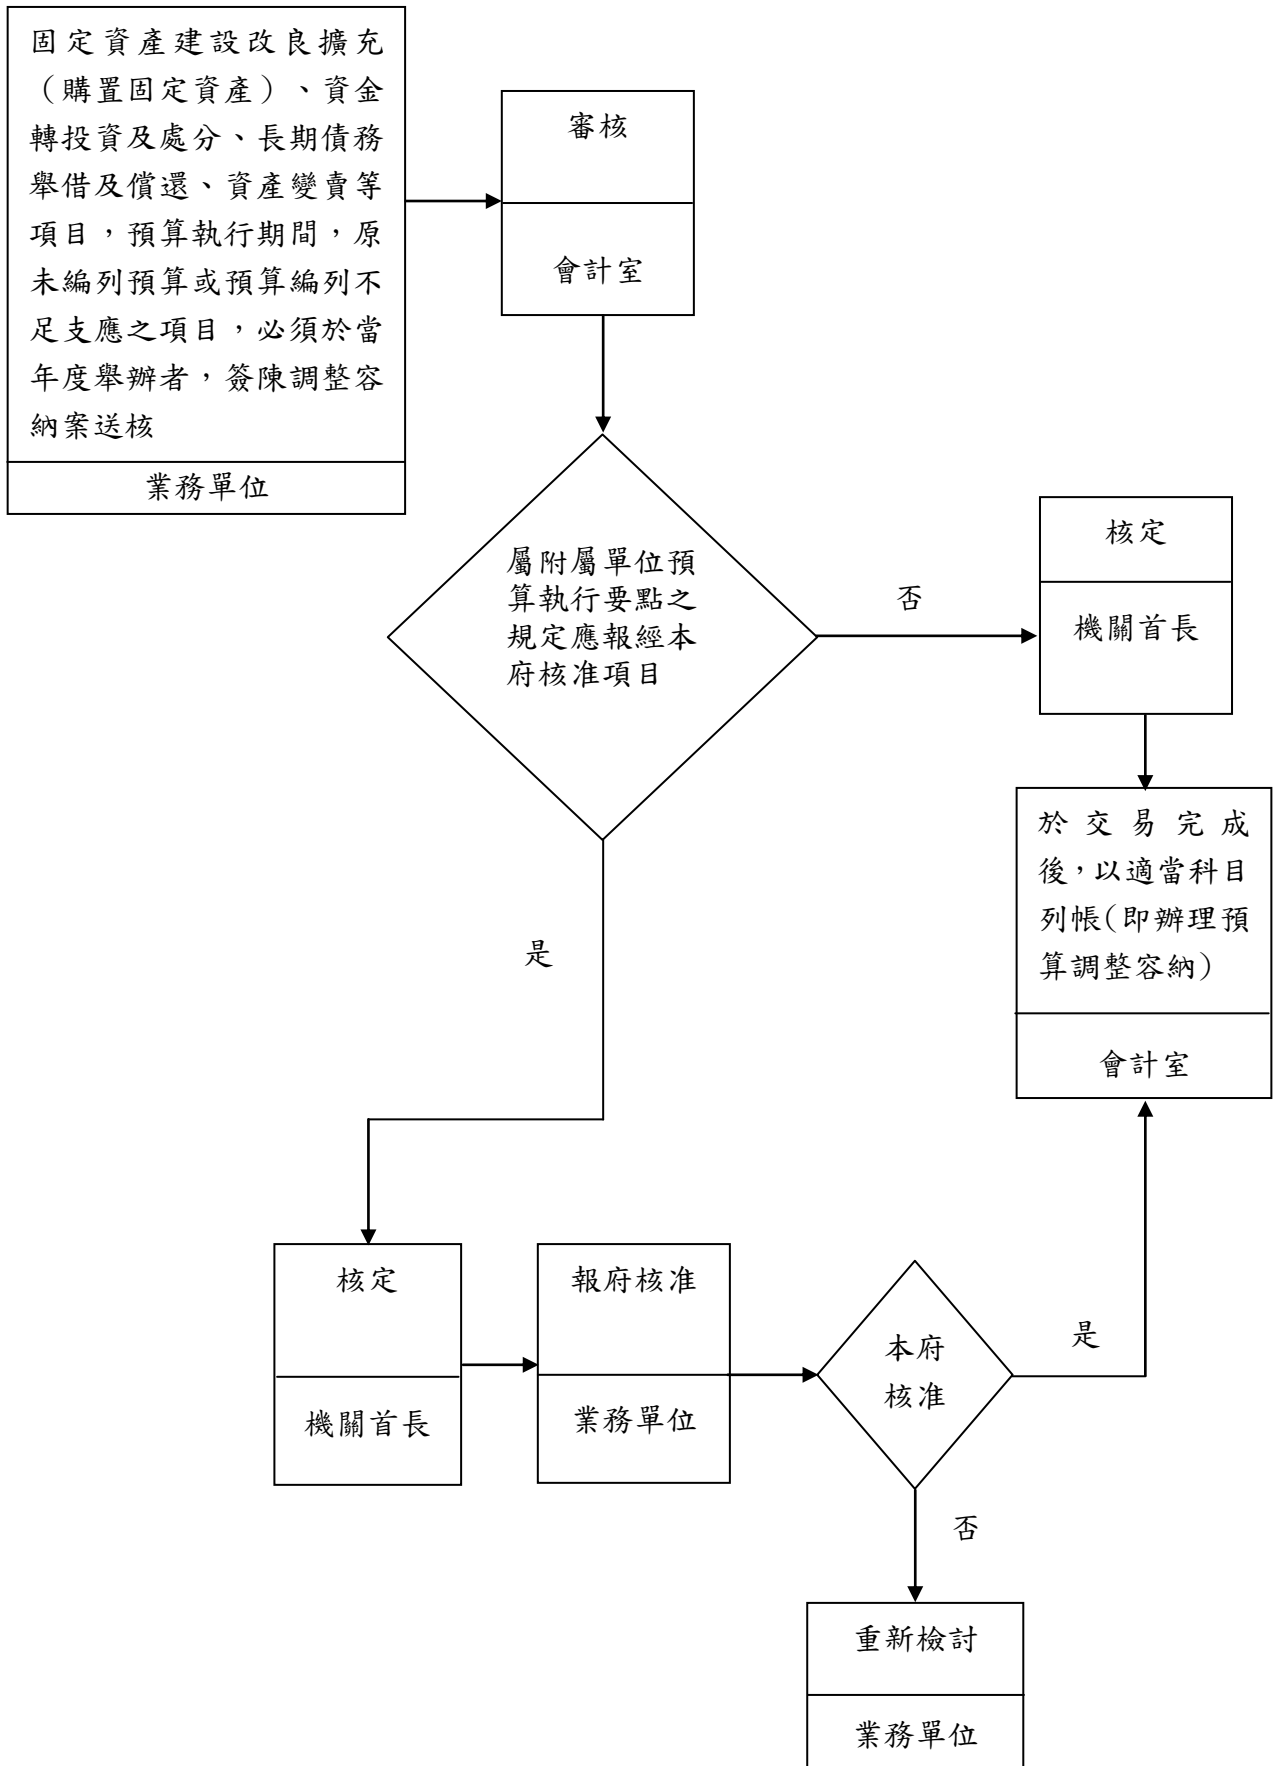 固定資產建設改良擴充
（購置固定資產）、資金
轉投資及處分、長期債務
舉借及償還、資產變賣等
項目，預算執行期間，原
未編列預算或預算編列不
足支應之項目，必須於當
年度舉辦者，簽陳調整容
納案送核
業務單位
審核
會計室
屬附屬單位預
算執行要點之
規定應報經本
府核准項目
否
核定
機關首長
於交易完成
後，以適當科目
列帳(即辦理預
算調整容納)
會計室
是
核定
機關首長
報府核准
業務單位
本府
核准
是
否
重新檢討
業務單位